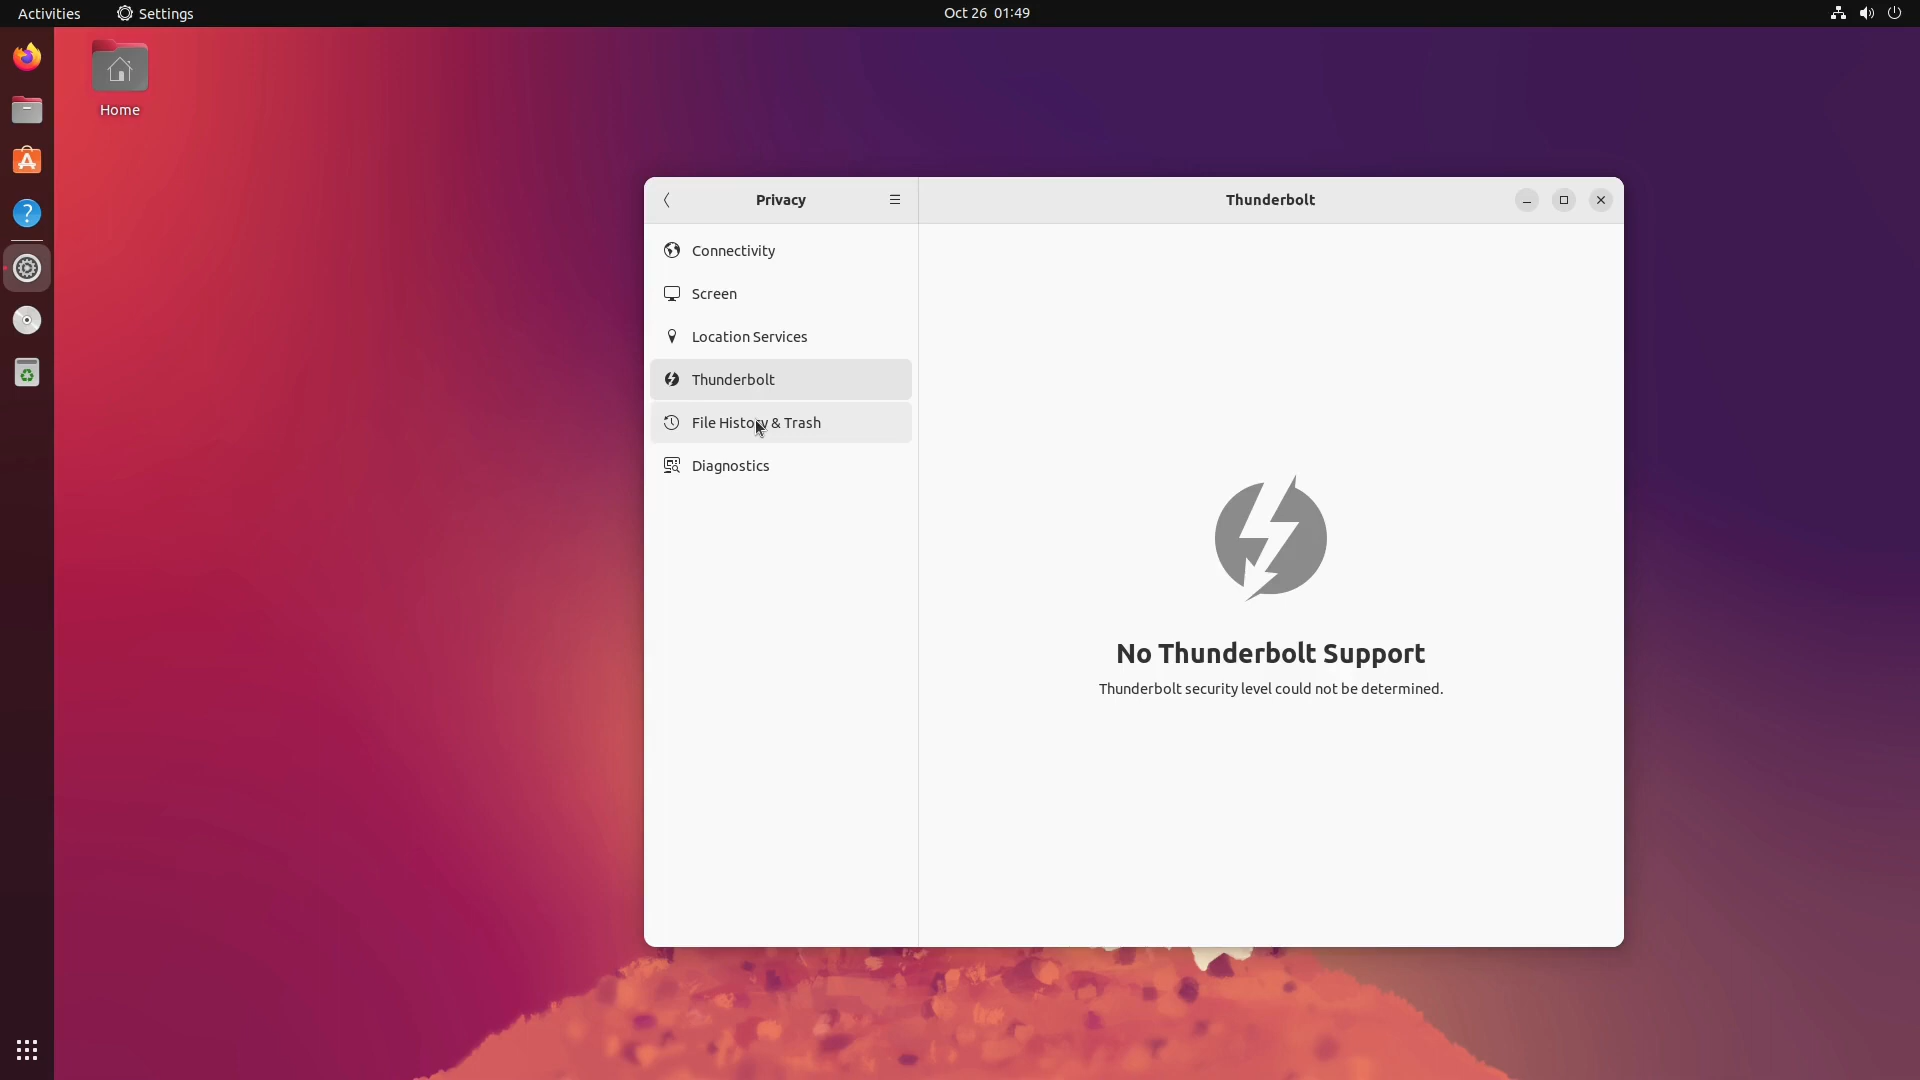 Activities
Settings
Oct 26 01:49
Home
Privacy
Thunderbolt
Connectivity
Screen
Location Services
Thunderbolt
File History & Trash
Diagnostics
No Thunderbolt Support
Thunderbolt security level could not be determined.